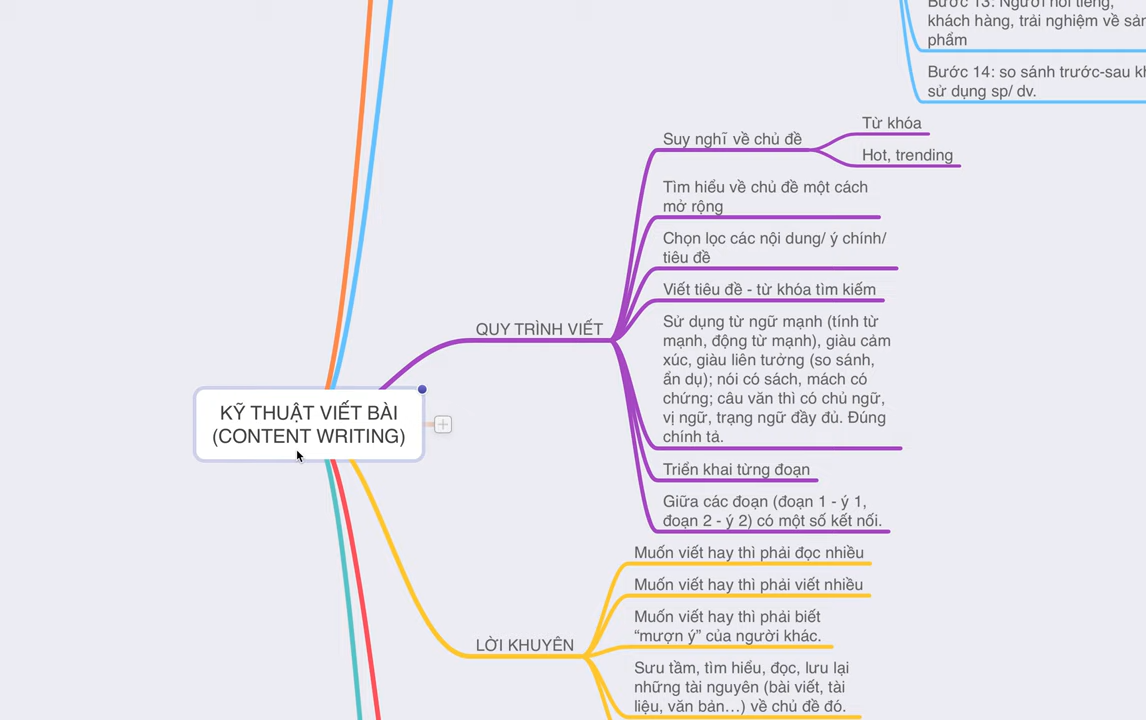 Bước 13: Người nổi tiếng,
khách hàng, trải nghiệm về
phẩm
Bước 14: so sánh trước-sau
sử dụng sp/ dv.
Từ khóa
Suy nghĩ về chủ đề
Hot, trending
Tìm hiểu về chủ đề một cách
mở rộng
Chọn lọc các nội dung/ ý chính/
tiêu đề
Viết tiêu đề - từ khóa tìm kiếm
QUY TRÌNH VIẾT
Sử dụng từ ngữ mạnh (tính từ
mạnh, động từ mạnh), giàu cảm
xúc, giàu liên tưởng (so sánh,
ẩn dụ); nói có sách, mách có
chứng; câu văn thì có chủ ngữ,
vị ngữ, trạng ngữ đầy đủ. Đúng
chính tả.
KỸ THUẬT VIẾT BÀI
(CONTENT WRITING)
Triển khai từng đoạn
Giữa các đoạn (đoạn 1 - ý 1,
đoạn 2 - ý 2) có một số kết nối.
Muốn viết hay thì phải đọc nhiều
Muốn viết hay thì phải viết nhiều
Muốn viết hay thì phải biết
“mượn ý” của người khác.
LỜI KHUYÊN
Sưu tầm, tìm hiểu, đọc, lưu lại
những tài nguyên (bài viết, tài
liệu, văn bản…) về chủ đề đó.